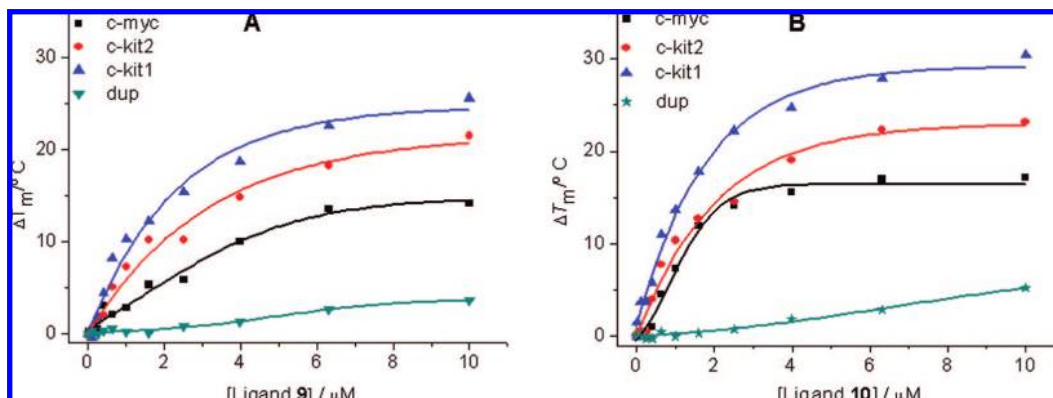 A
c-myc
c-kit2
c-kit1
dup
30
20
10
0
ΔTm/° C
0 2 4 6 8 10
[Ligand 9] / μM
B
c-myc
c-kit2
c-kit1
dup
30
20
10
0
ΔTm/° C
0 2 4 6 8 10
[Ligand 10] / μM